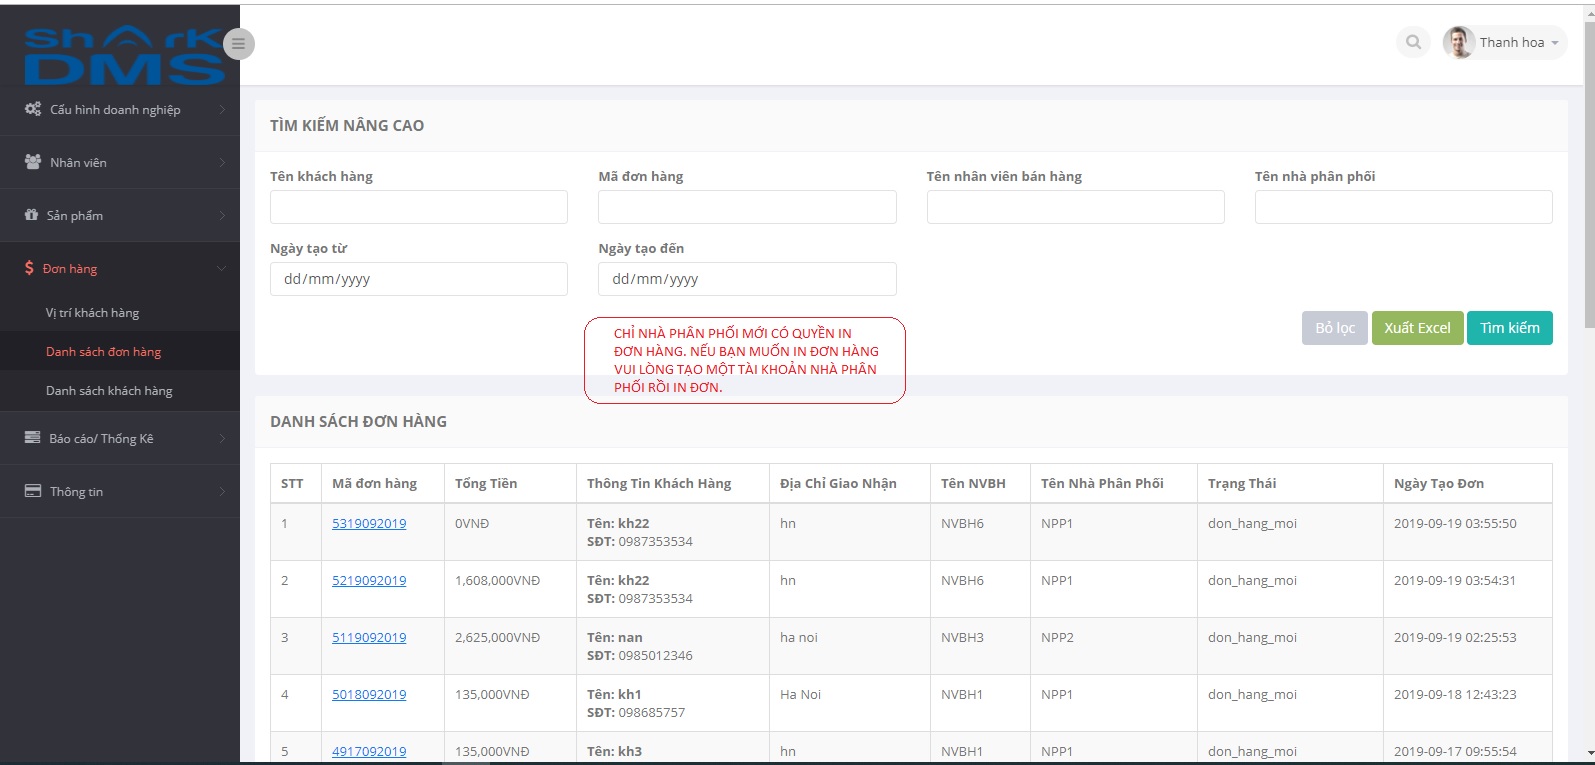 Shark
DMS
Thanh hoa
Cấu hình doanh nghiệp
Nhân viên
Sản phẩm
$ Đơn hàng
Vị trí khách hàng
Danh sách đơn hàng
Danh sách khách hàng
Báo cáo/ Thống Kê
Thông tin
TÌM KIẾM NÂNG CAO
Tên khách hàng Mã đơn hàng Tên nhân viên bán hàng Tên nhà phân phối
Ngày tạo từ Ngày tạo đến
dd/mm/yyyy dd/mm/yyyy
Bỏ lọc Xuất Excel Tìm kiếm
CHỈ NHÀ PHÂN PHỐI MỚI CÓ QUYỀN IN
ĐƠN HÀNG. NẾU BẠN MUỐN IN ĐƠN HÀNG
VUI LÒNG TẠO MỘT TÀI KHOẢN NHÀ PHÂN
PHỐI RỒI IN ĐƠN.
DANH SÁCH ĐƠN HÀNG
STT Mã đơn hàng Tổng Tiền Thông Tin Khách Hàng Địa Chỉ Giao Nhận Tên NVBH Tên Nhà Phân Phối Trạng Thái Ngày Tạo Đơn
1 5319092019 0VNĐ Tên: kh22 hn NVBH6 NPP1 don_hang_moi 2019-09-19 03:55:50
SĐT: 0987353534
2 5219092019 1,608,000VNĐ Tên: kh22 hn NVBH6 NPP1 don_hang_moi 2019-09-19 03:54:31
SĐT: 0987353534
3 5119092019 2,625,000VNĐ Tên: nan ha noi NVBH3 NPP2 don_hang_moi 2019-09-19 02:25:53
SĐT: 0985012346
4 5018092019 135,000VNĐ Tên: kh1 Ha Noi NVBH1 NPP1 don_hang_moi 2019-09-18 12:43:23
SĐT: 098685757
5 4917092019 135,000VNĐ Tên: kh3 hn NVBH1 NPP1 don_hang_moi 2019-09-17 09:55:54